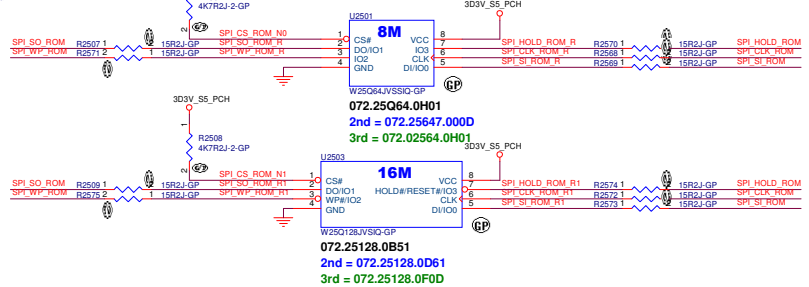 4K7R2J-2-GP
3D3V_S5_PCH
U2501
8M
SPI_CS_ROM_N0
SPI_SO_ROM R2507 1 2 15R2J-GP SPI_SO_ROM_R
SPI_WP_ROM R2571 2 15R2J-GP SPI_WP_ROM_R
1 CS# VCC 8
2 DO/IO1 IO3 7
3 IO2 CLK 6
4 GND DI/IO0 5
SPI_HOLD_ROM_R R2570 1 15R2J-GP SPI_HOLD_ROM
SPI_CLK_ROM_R R2568 1 15R2J-GP SPI_CLK_ROM
SPI_SI_ROM_R R2569 1 2 15R2J-GP SPI_SI_ROM
W25Q64JVSSIQ-GP
GP
072.25Q64.0H01
2nd = 072.25647.000D
3rd = 072.02564.0H01
3D3V_S5_PCH
1
R2508
4K7R2J-2-GP
3D3V_S5_PCH
U2503
16M
SPI_CS_ROM_N1
SPI_SO_ROM R2509 1 2 15R2J-GP SPI_SO_ROM_R1
SPI_WP_ROM R2575 2 15R2J-GP SPI_WP_ROM_R1
1 CS# VCC 8
2 DO/IO1 HOLD#/RESET#/IO3 7
3 WP#/IO2 CLK 6
4 GND DI/IO0 5
SPI_HOLD_ROM_R1 R2574 1 15R2J-GP SPI_HOLD_ROM
SPI_CLK_ROM_R1 R2572 1 15R2J-GP SPI_CLK_ROM
SPI_SI_ROM_R1 R2573 1 2 15R2J-GP SPI_SI_ROM
W25Q128JVSIQ-GP
GP
072.25128.0B51
2nd = 072.25128.0D61
3rd = 072.25128.0F0D